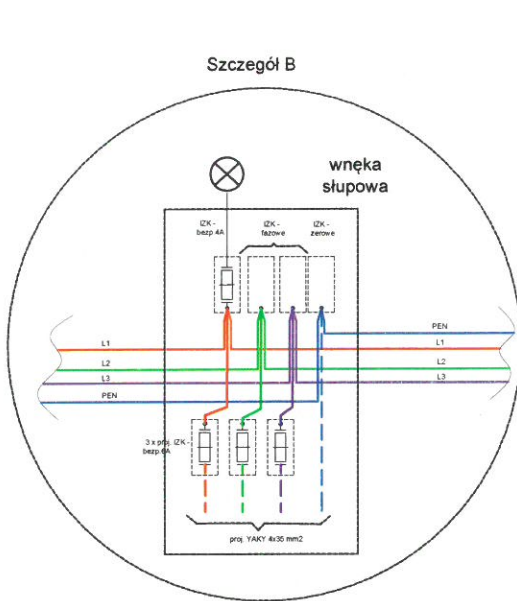 Szczegół B
wnęka
słupowa
IZK -
bezp 4A
IZK -
fazowe
IZK -
zerowe
PEN
L1
L1
L2
L2
L3
L3
PEN
3 x proj. IZK -
bezp 6A
proj. YAKY 4x35 mm2